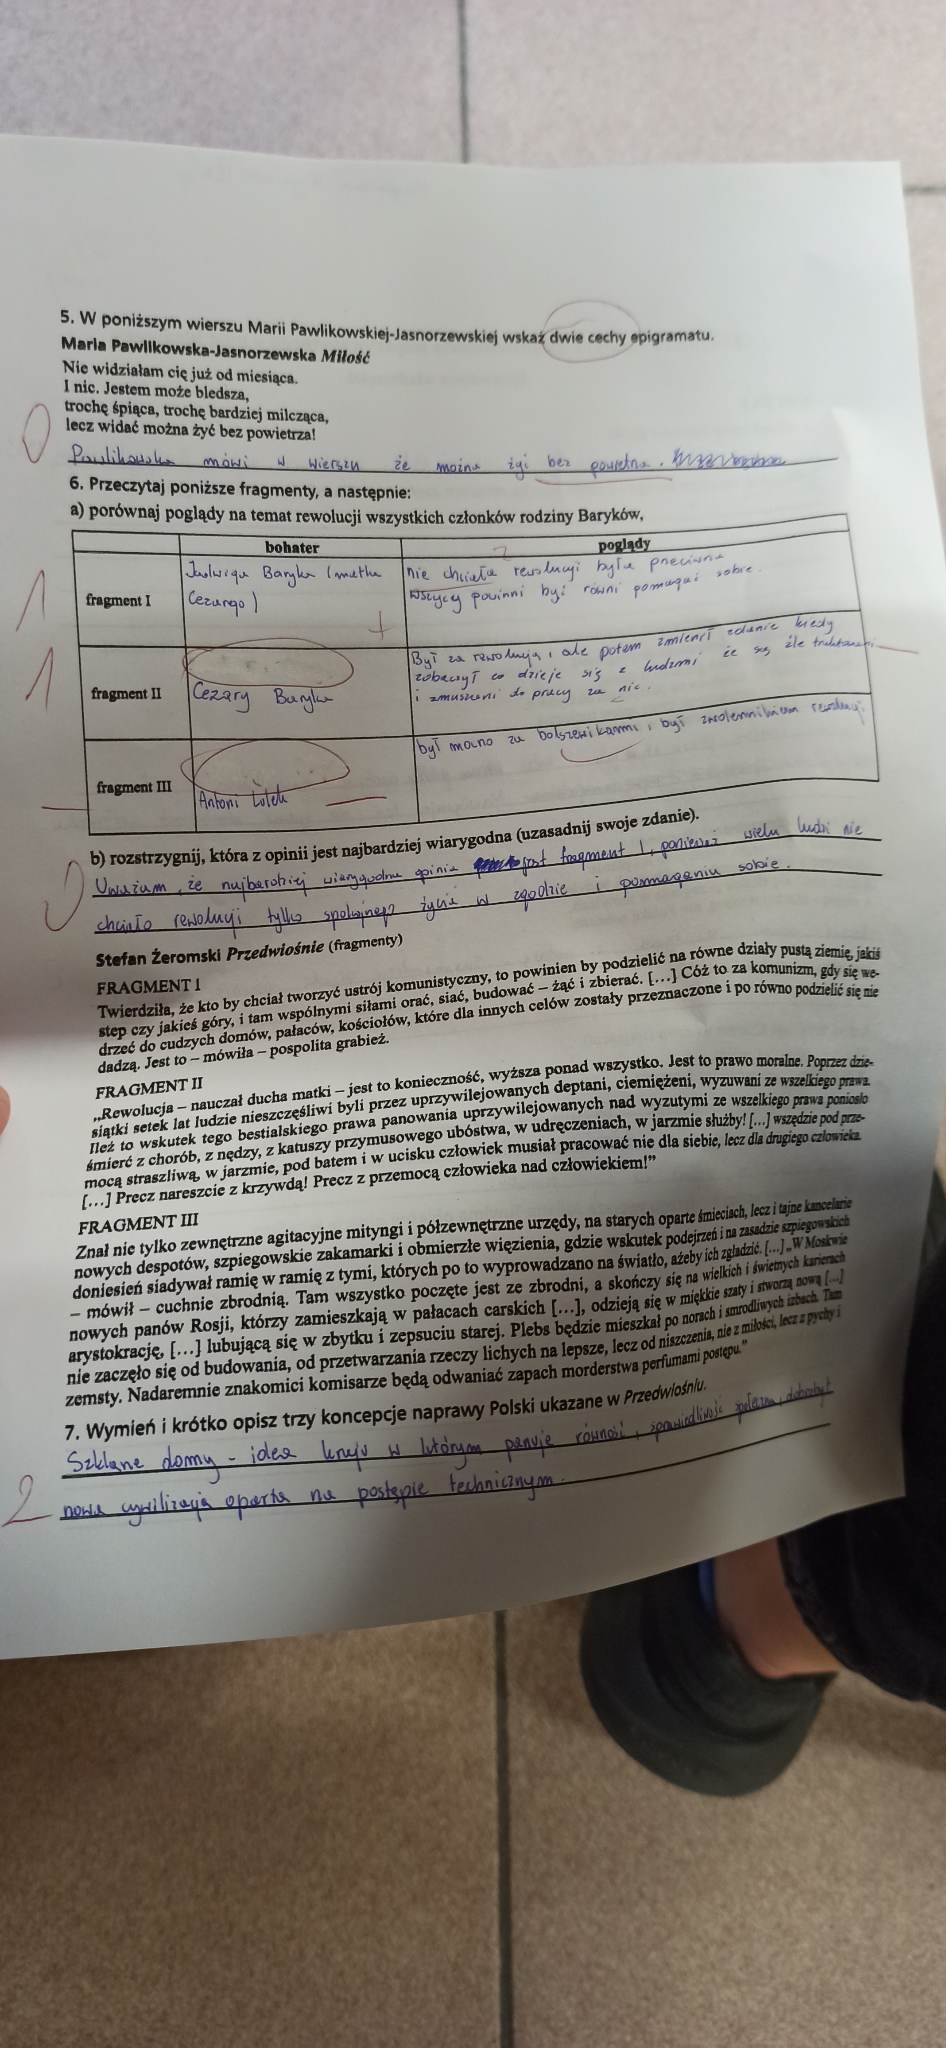 5. W poniższym wierszu Marii Pawlikowskiej-Jasnorzewskiej wskaż dwie cechy epigramatu.
Maria Pawlikowska-Jasnorzewska Miłość
Nie widziałam cię już od miesiąca.
I nic. Jestem może bledsza,
trochę śpiąca, trochę bardziej milcząca,
lecz widać można żyć bez powietrza!
0
Pawlikowska mówi w wierszu że można żyć bez powietrza.
6. Przeczytaj poniższe fragmenty, a następnie:
a) porównaj poglądy na temat rewolucji wszystkich członków rodziny Baryków,
bohater poglądy
1
fragment I
Jadwiga Baryka (matka
Cezarego)
nie chciała rewolucji była przeciwna
wszyscy powinni być równi pomagać sobie.
+
1
fragment II
Cezary Baryka
Był za rewolucją, ale potem zmienił zdanie kiedy
zobaczył co dzieje się z ludźmi że są źle traktowani
i zmuszeni do pracy za nic.
fragment III
Antoni Lulek
był mocno za bolszewikami, był zwolennikiem rewolucji
b) rozstrzygnij, która z opinii jest najbardziej wiarygodna (uzasadnij swoje zdanie).
0
Uważam, że najbardziej wiarygodna opinia jest fragment I, ponieważ wielu ludzi nie
chciało rewolucji tylko spokojnego życia w zgodzie i pommaganiu sobie.
Stefan Żeromski Przedwiośnie (fragmenty)
FRAGMENT I
Twierdziła, że kto by chciał tworzyć ustrój komunistyczny, to powinien by podzielić na równe działy pustą ziemię, jakiś
step czy jakieś góry, i tam wspólnymi siłami orać, siać, budować – żąć i zbierać. […] Cóż to za komunizm, gdy się we-
drzeć do cudzych domów, pałaców, kościołów, które dla innych celów zostały przeznaczone i po równo podzielić się nie
dadzą. Jest to – mówiła – pospolita grabież.
FRAGMENT II
„Rewolucja – nauczał ducha matki – jest to konieczność, wyższa ponad wszystko. Jest to prawo moralne. Poprzez dzie-
siątki setek lat ludzie nieszczęśliwi byli przez uprzywilejowanych deptani, ciemiężeni, wyzuwani ze wszelkiego prawa.
Ileż to wskutek tego bestialskiego prawa panowania uprzywilejowanych nad wyzutymi ze wszelkiego prawa poniosło
śmierć z chorób, z nędzy, z katuszy przymusowego ubóstwa, w udręczeniach, w jarzmie służby! […] wszędzie pod prze-
mocą straszliwą, w jarzmie, pod batem i w ucisku człowiek musiał pracować nie dla siebie, lecz dla drugiego człowieka.
[…] Precz nareszcie z krzywdą! Precz z przemocą człowieka nad człowiekiem!”
FRAGMENT III
Znał nie tylko zewnętrzne agitacyjne mityngi i półzewnętrzne urzędy, na starych oparte śmieciach, lecz i tajne kancelarie
nowych despotów, szpiegowskie zakamarki i obmierzłe więzienia, gdzie wskutek podejrzeń i na zasadzie szpiegowskich
doniesień siadywał ramię w ramię z tymi, których po to wyprowadzano na światło, ażeby ich zgładzić. […] „W Moskwie
– mówił – cuchnie zbrodnią. Tam wszystko poczęte jest ze zbrodni, a skończy się na wielkich i świetnych karierach
nowych panów Rosji, którzy zamieszkają w pałacach carskich […], odzieją się w miękkie szaty i stworzą nową […]
arystokrację, […] lubującą się w zbytku i zepsuciu starej. Plebs będzie mieszkał po norach i smrodliwych izbach. Tam
nie zaczęło się od budowania, od przetwarzania rzeczy lichych na lepsze, lecz od niszczenia, nie z miłości, lecz z pychy i
zemsty. Nadaremnie znakomici komisarze będą odwaniać zapach morderstwa perfumami postępu.”
7. Wymień i krótko opisz trzy koncepcje naprawy Polski ukazane w Przedwiośniu.
Szklane domy - idea kraju w którym panuje równość, sprawiedliwość społeczna, dobrobyt
2
nowa cywilizacja oparta na postępie technicznym.